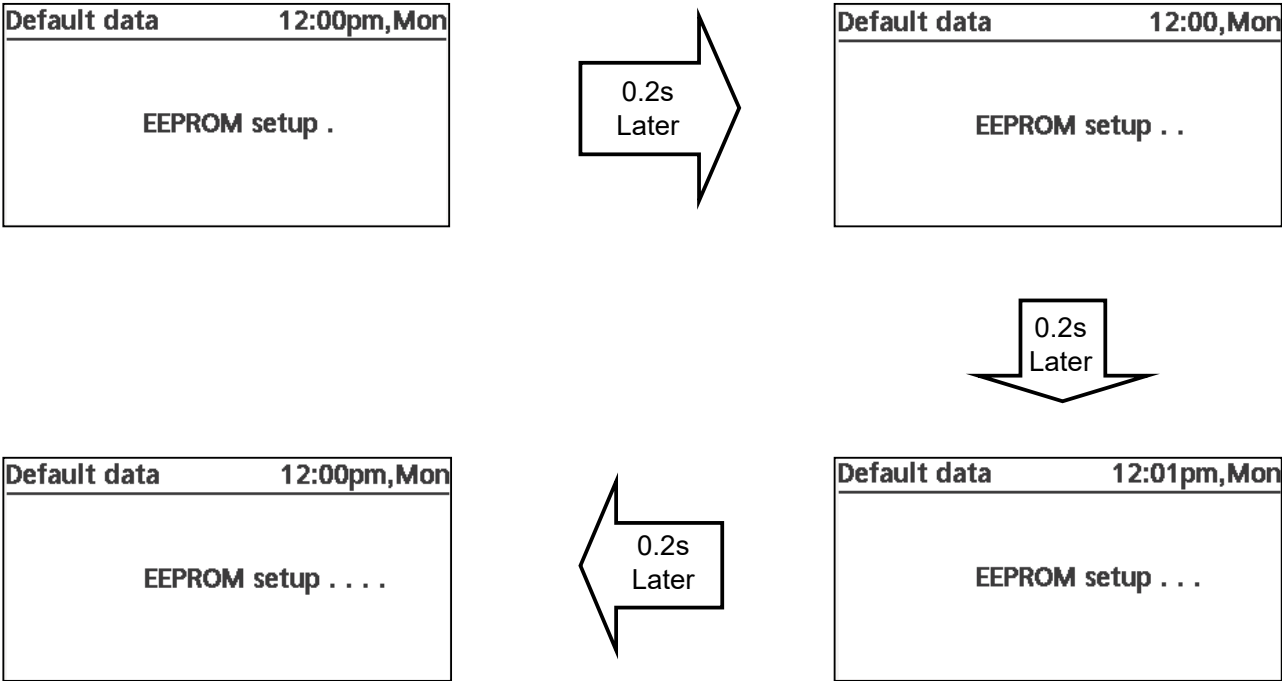 Default data 12:00pm,Mon
EEPROM setup .
0.2s
Later
Default data 12:00,Mon
EEPROM setup . .
0.2s
Later
Default data 12:01pm,Mon
EEPROM setup . . .
0.2s
Later
Default data 12:00pm,Mon
EEPROM setup . . . .